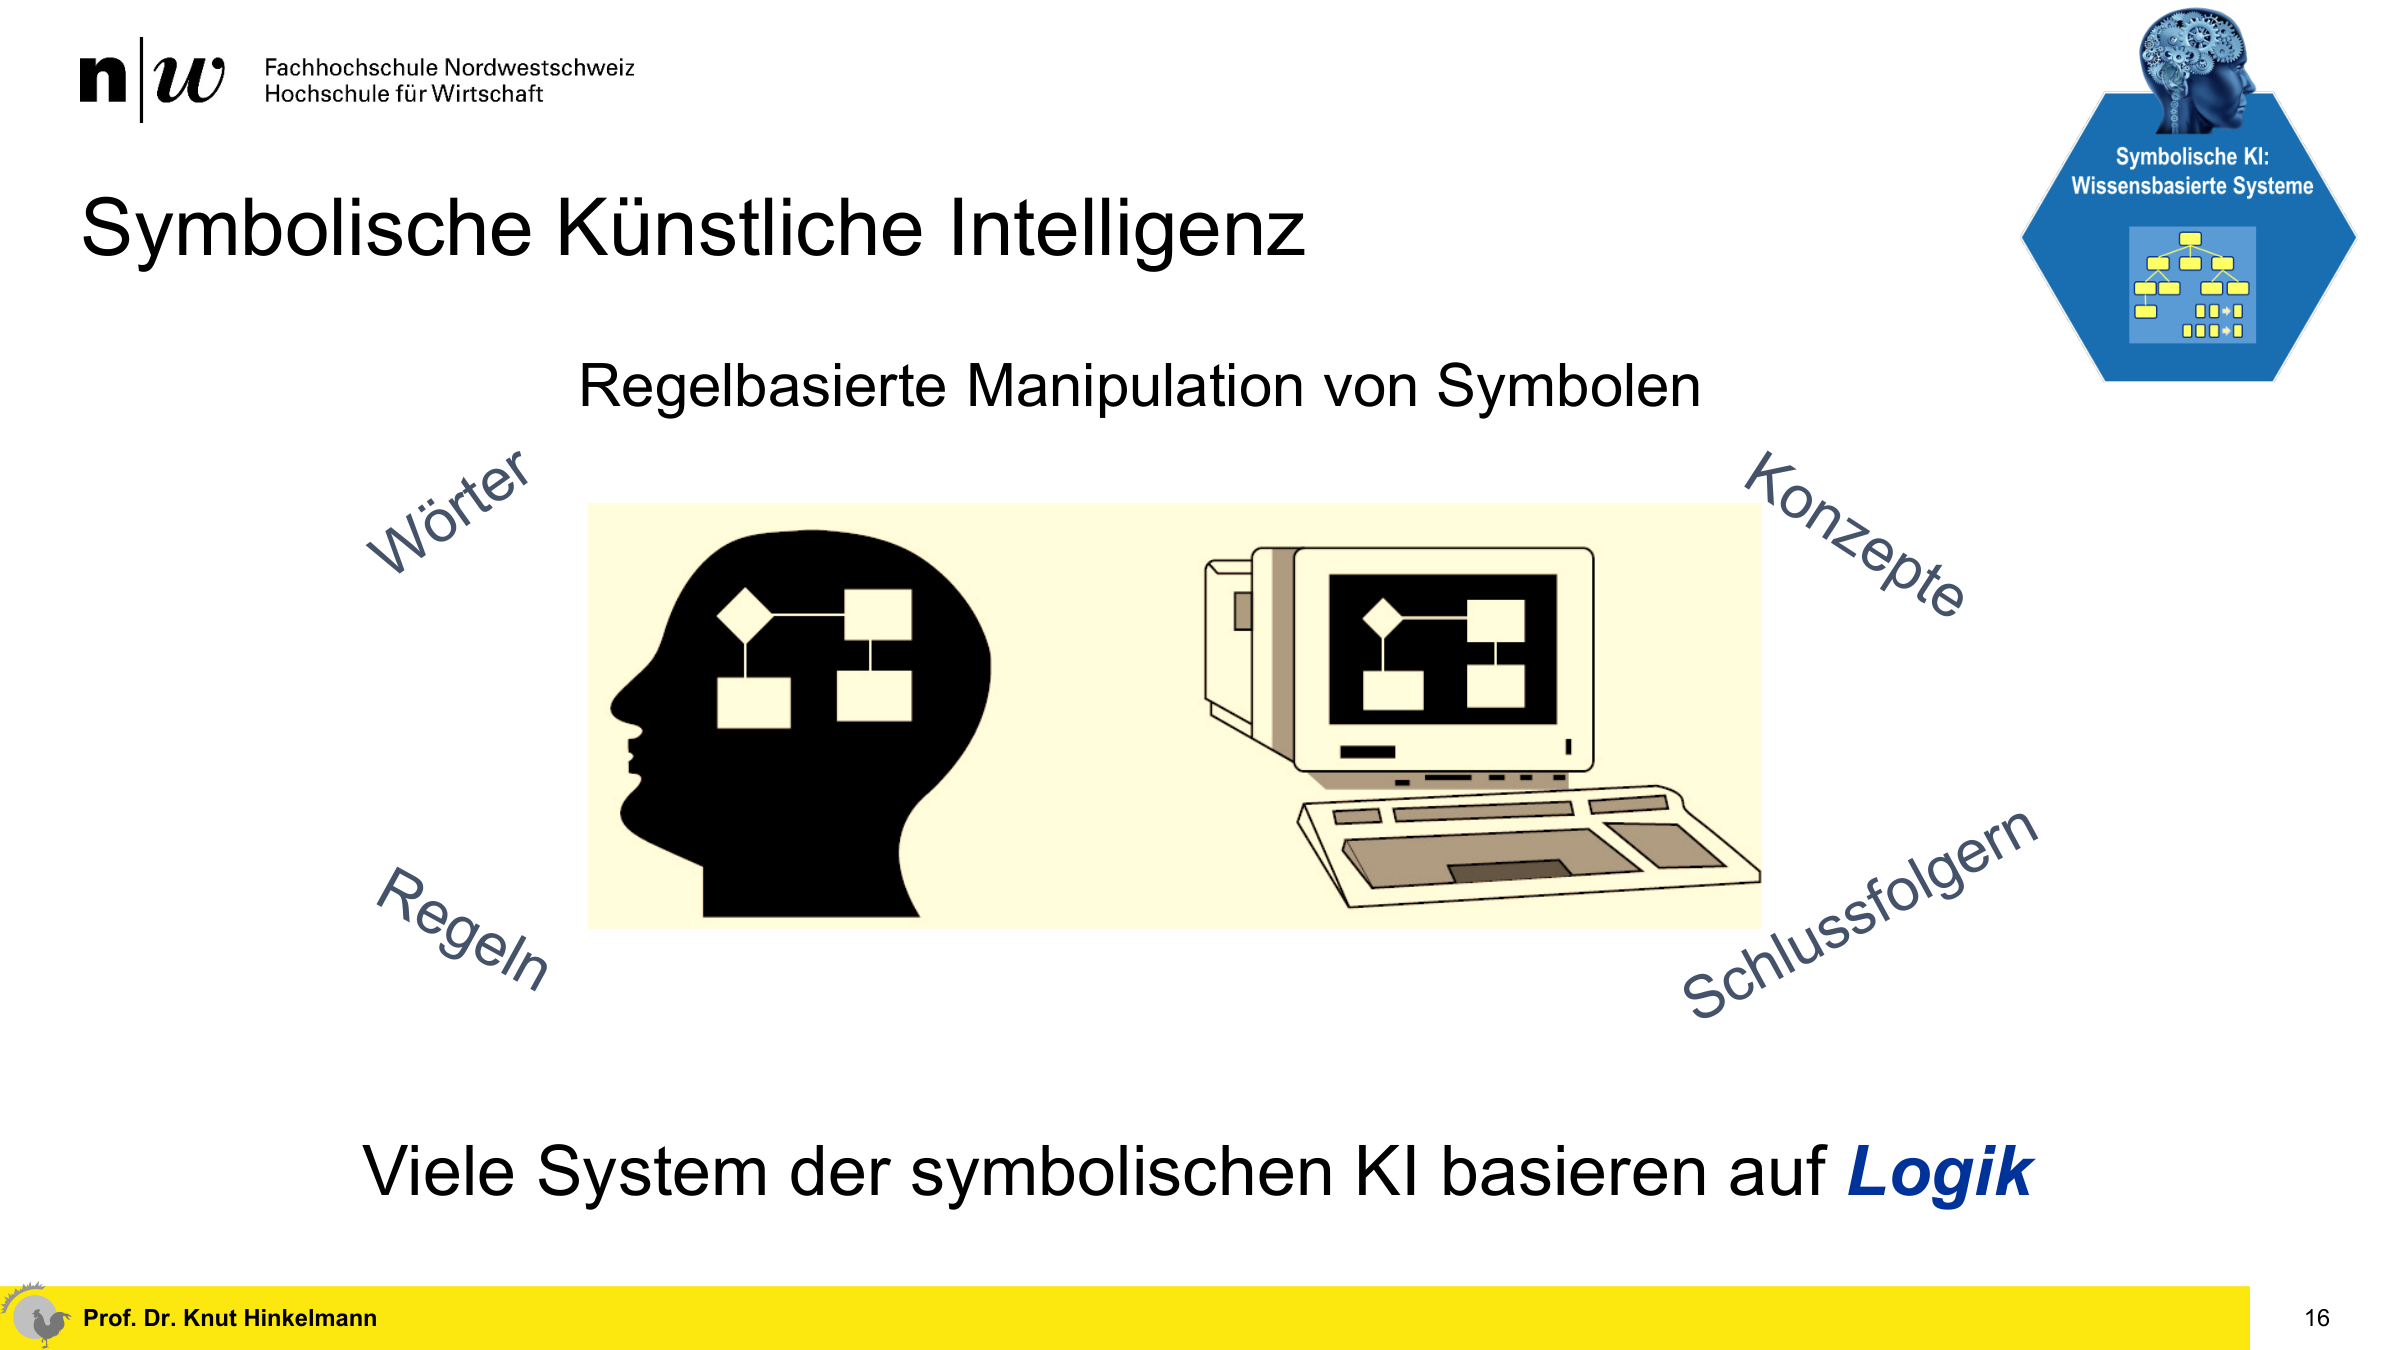 n|w Fachhochschule Nordwestschweiz
Hochschule für Wirtschaft
Symbolische KI:
Wissensbasierte Systeme
Symbolische Künstliche Intelligenz
Regelbasierte Manipulation von Symbolen
Wörter
Konzepte
Regeln
Schlussfolgern
Viele System der symbolischen KI basieren auf Logik
Prof. Dr. Knut Hinkelmann
16